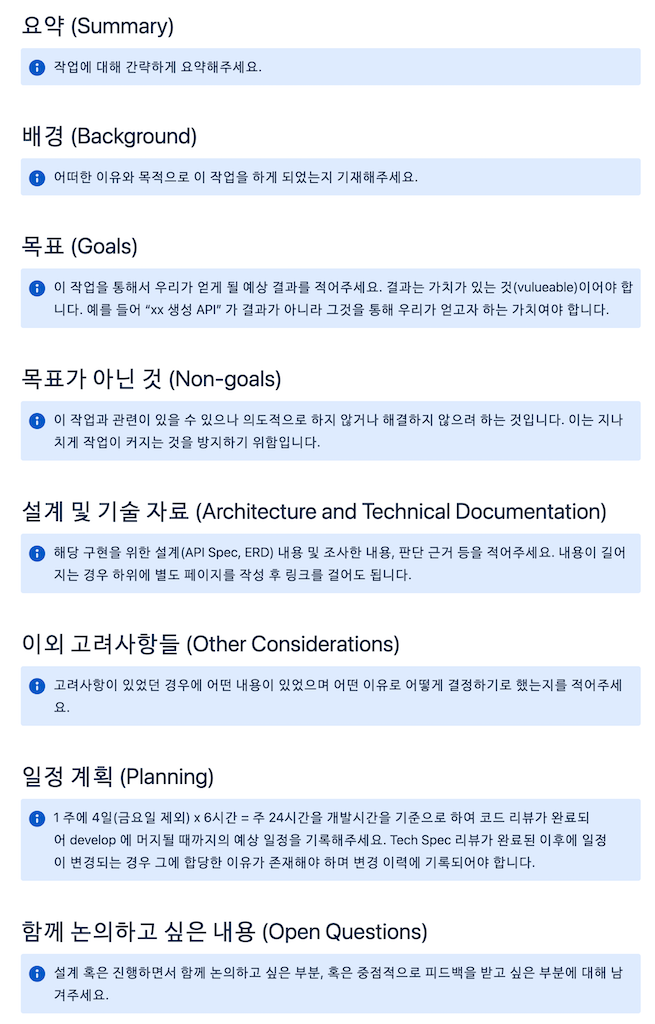 요약 (Summary)
작업에 대해 간략하게 요약해주세요.
배경 (Background)
어떠한 이유와 목적으로 이 작업을 하게 되었는지 기재해주세요.
목표 (Goals)
이 작업을 통해서 우리가 얻게 될 예상 결과를 적어주세요. 결과는 가치가 있는 것(vulueable)이어야 합
니다. 예를 들어 “xx 생성 API” 가 결과가 아니라 그것을 통해 우리가 얻고자 하는 가치여야 합니다.
목표가 아닌 것 (Non-goals)
이 작업과 관련이 있을 수 있으나 의도적으로 하지 않거나 해결하지 않으려 하는 것입니다. 이는 지나
치게 작업이 커지는 것을 방지하기 위함입니다.
설계 및 기술 자료 (Architecture and Technical Documentation)
해당 구현을 위한 설계(API Spec, ERD) 내용 및 조사한 내용, 판단 근거 등을 적어주세요. 내용이 길어
지는 경우 하위에 별도 페이지를 작성 후 링크를 걸어도 됩니다.
이외 고려사항들 (Other Considerations)
고려사항이 있었던 경우에 어떤 내용이 있었으며 어떤 이유로 어떻게 결정하기로 했는지를 적어주세
요.
일정 계획 (Planning)
1 주에 4일(금요일 제외) x 6시간 = 주 24시간을 개발시간을 기준으로 하여 코드 리뷰가 완료되
어 develop 에 머지될 때까지의 예상 일정을 기록해주세요. Tech Spec 리뷰가 완료된 이후에 일정
이 변경되는 경우 그에 합당한 이유가 존재해야 하며 변경 이력에 기록되어야 합니다.
함께 논의하고 싶은 내용 (Open Questions)
설계 혹은 진행하면서 함께 논의하고 싶은 부분, 혹은 중점적으로 피드백을 받고 싶은 부분에 대해 남
겨주세요.